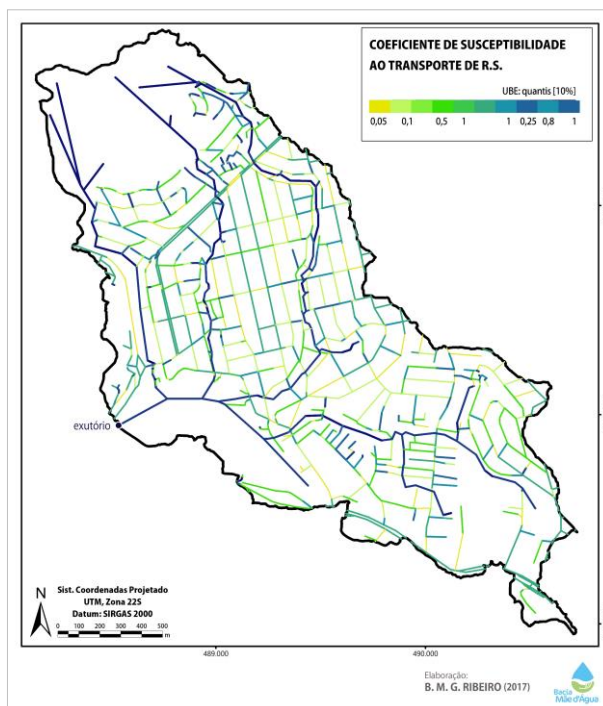 COEFICIENTE DE SUSCEPTIBILIDADE
AO TRANSPORTE DE R.S.
UBE: quantis [10%]
0,05 0,1 0,5 1 1 0,25 0,8 1
exutório
N
Sist. Coordenadas Projetado
UTM, Zona 22S
Datum: SIRGAS 2000
0 100 200 300 400 500
m
489.000 490.000
Elaboração:
B. M. G. RIBEIRO (2017)
Bacia
Mãe d'Água